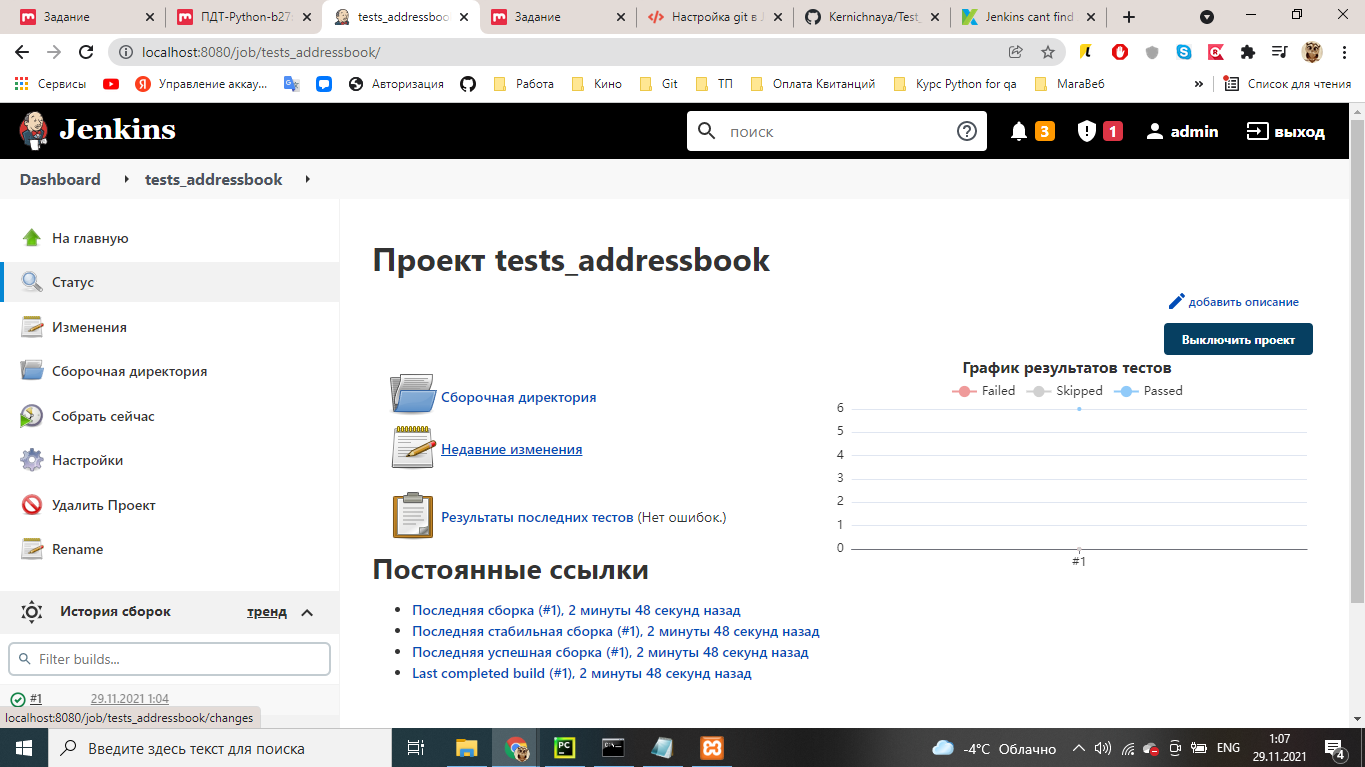 Задание
ПДТ-Python-b27
tests_addressboo
Задание
Настройка git в J
Kernichnaya/Test_
Jenkins cant find
localhost:8080/job/tests_addressbook/
Сервисы
Управление аккау...
Авторизация
Работа
Кино
Git
ТП
Оплата Квитанций
Курс Python for qa
МагаВеб
»
Список для чтения
Jenkins
поиск
3
1
admin
выход
Dashboard
tests_addressbook
На главную
Статус
Изменения
Сборочная директория
Собрать сейчас
Настройки
Удалить Проект
Rename
История сборок
тренд
Filter builds...
#1
29.11.2021 1:04
localhost:8080/job/tests_addressbook/changes
Проект tests_addressbook
добавить описание
Выключить проект
Сборочная директория
Недавние изменения
Результаты последних тестов (Нет ошибок.)
График результатов тестов
Failed Skipped Passed
6
5
4
3
2
1
0
#1
Постоянные ссылки
Последняя сборка (#1), 2 минуты 48 секунд назад
Последняя стабильная сборка (#1), 2 минуты 48 секунд назад
Последняя успешная сборка (#1), 2 минуты 48 секунд назад
Last completed build (#1), 2 минуты 48 секунд назад
Введите здесь текст для поиска
PC
-4°C Облачно
ENG
1:07
29.11.2021
4